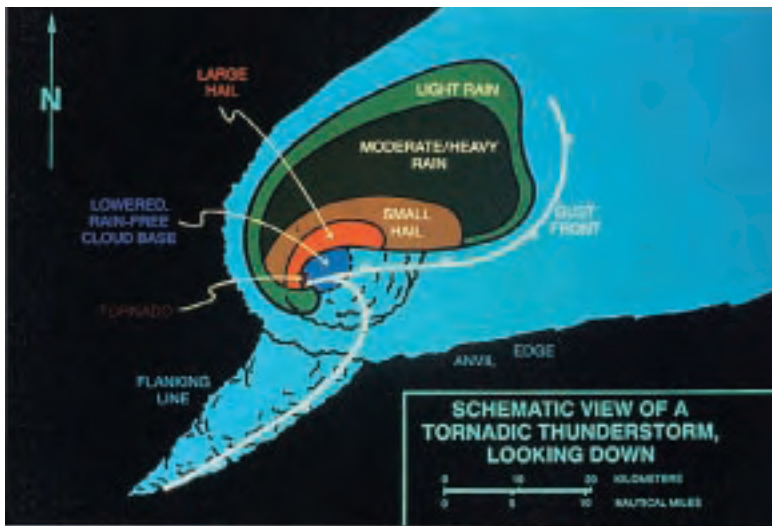 N
LARGE
HAIL
LIGHT RAIN
MODERATE/HEAVY
RAIN
LOWERED,
RAIN-FREE
CLOUD BASE
SMALL
HAIL
GUST
FRONT
TORNADO
ANVIL EDGE
FLANKING
LINE
SCHEMATIC VIEW OF A
TORNADIC THUNDERSTORM,
LOOKING DOWN
0 10 20 KILOMETERS
0 5 10 NAUTICAL MILES